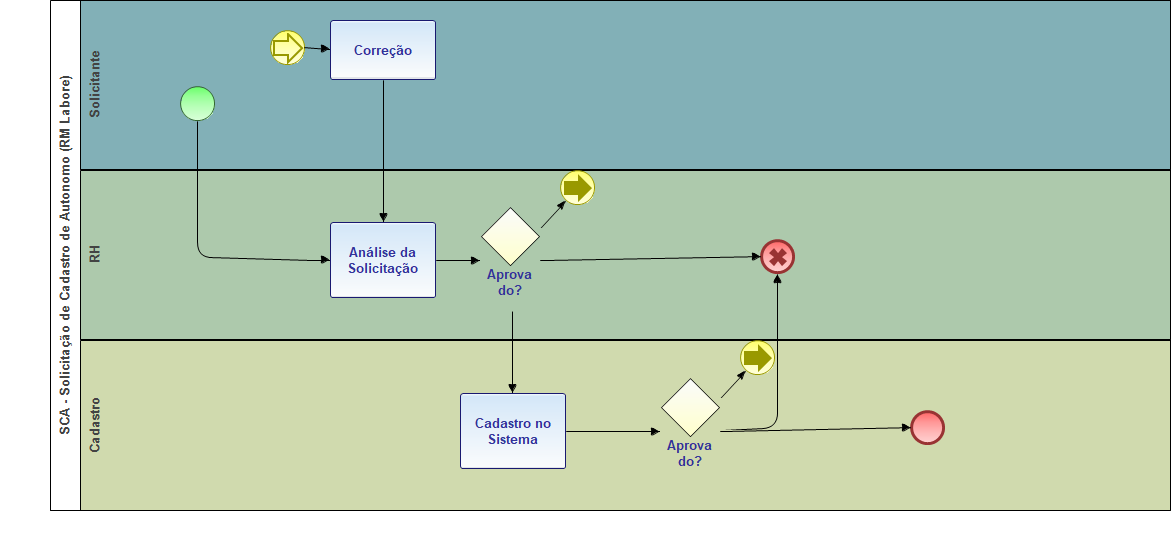 SCA - Solicitação de Cadastro de Autonomo (RM Labore)
Solicitante
Correção
RH
Análise da
Solicitação
Aprova
do?
Cadastro
Cadastro no
Sistema
Aprova
do?